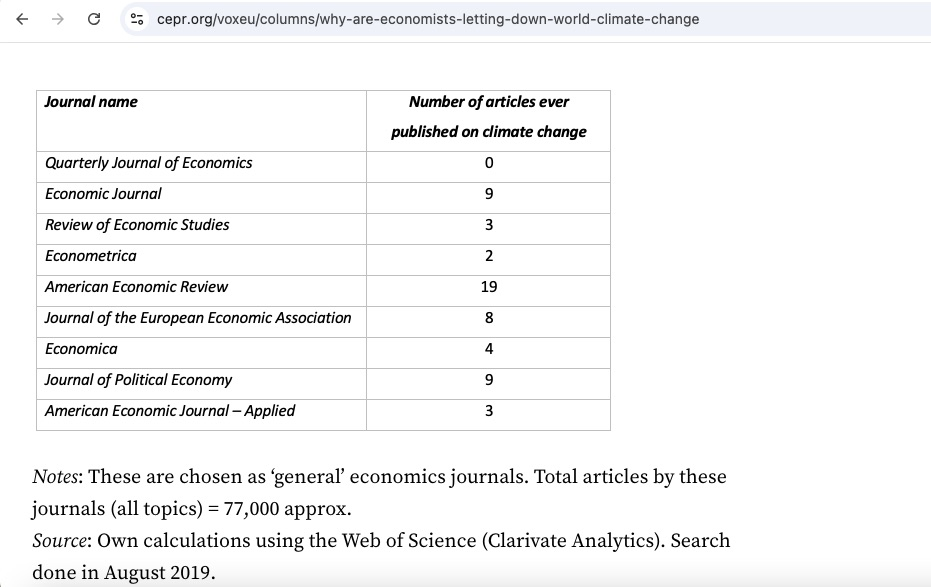 cepr.org/voxeu/columns/why-are-economists-letting-down-world-climate-change
Journal name Number of articles ever
published on climate change
Quarterly Journal of Economics 0
Economic Journal 9
Review of Economic Studies 3
Econometrica 2
American Economic Review 19
Journal of the European Economic Association 8
Economica 4
Journal of Political Economy 9
American Economic Journal – Applied 3
Notes: These are chosen as ‘general’ economics journals. Total articles by these
journals (all topics) = 77,000 approx.
Source: Own calculations using the Web of Science (Clarivate Analytics). Search
done in August 2019.